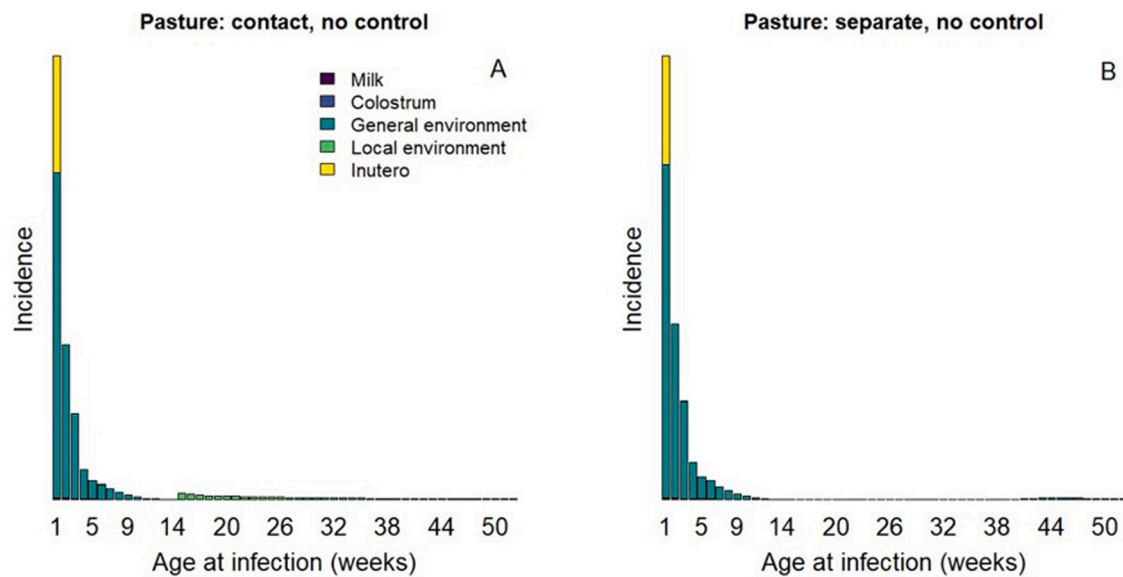 Pasture: contact, no control
A
Milk
Colostrum
General environment
Local environment
Inutero
Incidence
1 5 9 14 20 26 32 38 44 50
Age at infection (weeks)
Pasture: separate, no control
B
Incidence
1 5 9 14 20 26 32 38 44 50
Age at infection (weeks)